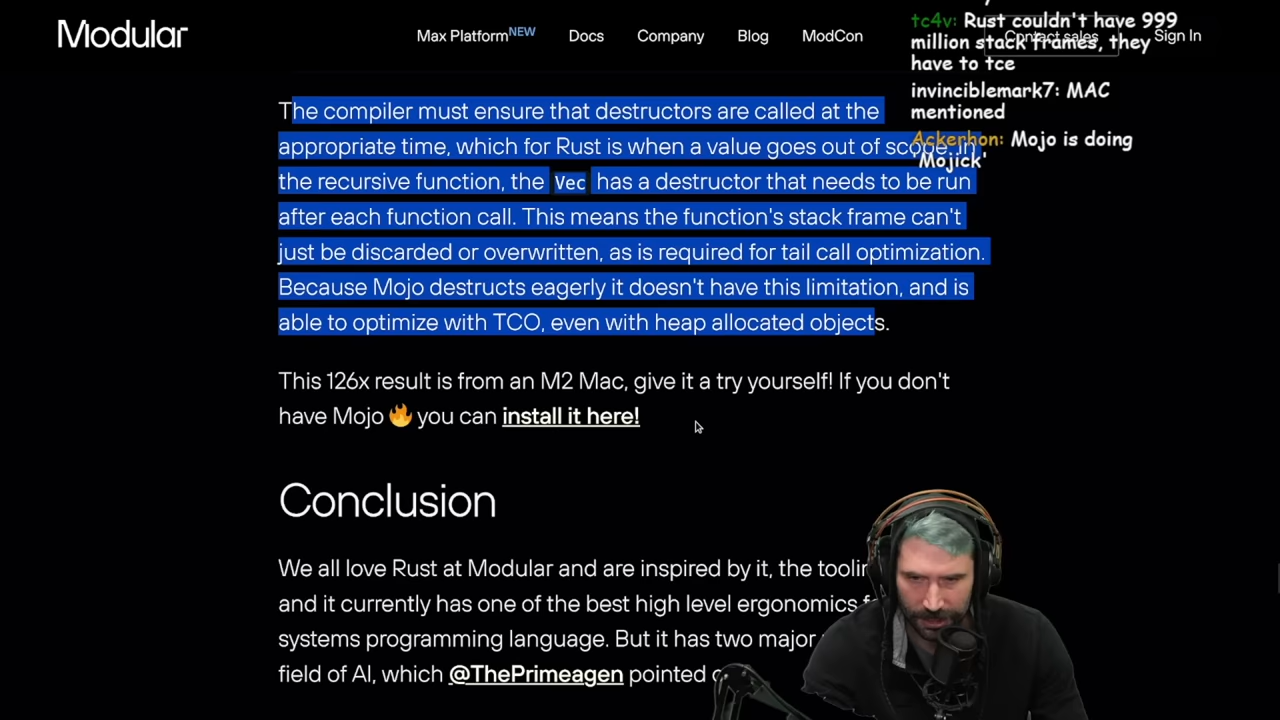 Modular
Max Platform NEW
Docs
Company
Blog
ModCon
Contact sales
Sign In
tc4v: Rust couldn't have 999
million stack frames, they
have to tce
invinciblemark7: MAC
mentioned
Ackerhon: Mojo is doing
'Mojick'
The compiler must ensure that destructors are called at the
appropriate time, which for Rust is when a value goes out of scope. In
the recursive function, the Vec has a destructor that needs to be run
after each function call. This means the function's stack frame can't
just be discarded or overwritten, as is required for tail call optimization.
Because Mojo destructs eagerly it doesn't have this limitation, and is
able to optimize with TCO, even with heap allocated objects.
This 126x result is from an M2 Mac, give it a try yourself! If you don't
have Mojo 🔥 you can install it here!
Conclusion
We all love Rust at Modular and are inspired by it, the
and it currently has one of the best high level ergonomics
systems programming language. But it has two major
field of AI, which @ThePrimeagen pointed